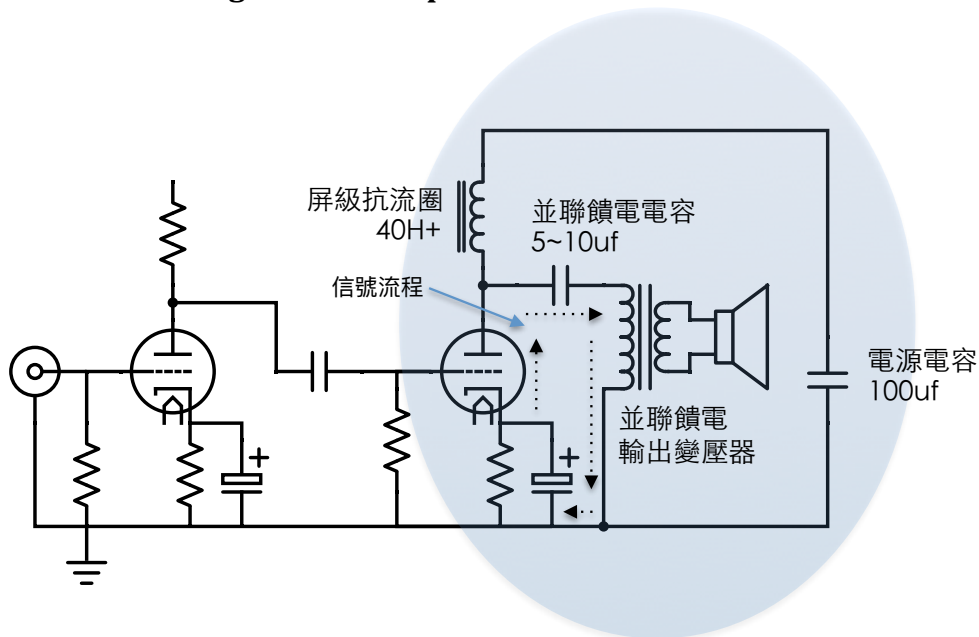 屏級抗流圈
40H+
並聯饋電電容
5~10uf
信號流程
電源電容
100uf
並聯饋電
輸出變壓器
+
+